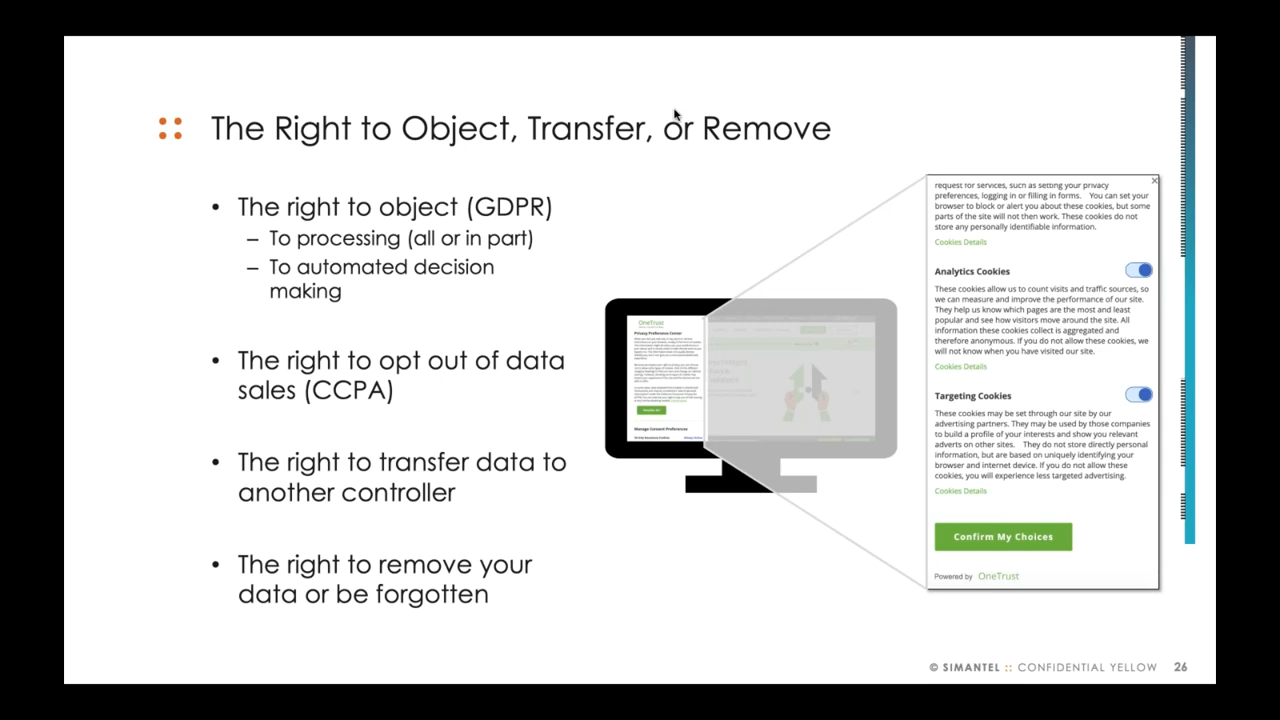 The Right to Object, Transfer, or Remove
• The right to object (GDPR)
– To processing (all or in part)
– To automated decision
making
• The right to opt out of data
sales (CCPA)
• The right to transfer data to
another controller
• The right to remove your
data or be forgotten
OneTrust
Privacy Preference Center
Manage Consent Preferences
request for services, such as setting your privacy
preferences, logging in or filling in forms. You can set your
browser to block or alert you about these cookies, but some
parts of the site will not then work. These cookies do not
store any personally identifiable information.
Cookies Details
Analytics Cookies
These cookies allow us to count visits and traffic sources, so
we can measure and improve the performance of our site.
They help us know which pages are the most and least
popular and see how visitors move around the site. All
information these cookies collect is aggregated and
therefore anonymous. If you do not allow these cookies, we
will not know when you have visited our site.
Cookies Details
Targeting Cookies
These cookies may be set through our site by our
advertising partners. They may be used by those companies
to build a profile of your interests and show you relevant
adverts on other sites. They do not store directly personal
information, but are based on uniquely identifying your
browser and internet device. If you do not allow these
cookies, you will experience less targeted advertising.
Cookies Details
Confirm My Choices
Powered by OneTrust
© SIMANTEL :: CONFIDENTIAL YELLOW 26